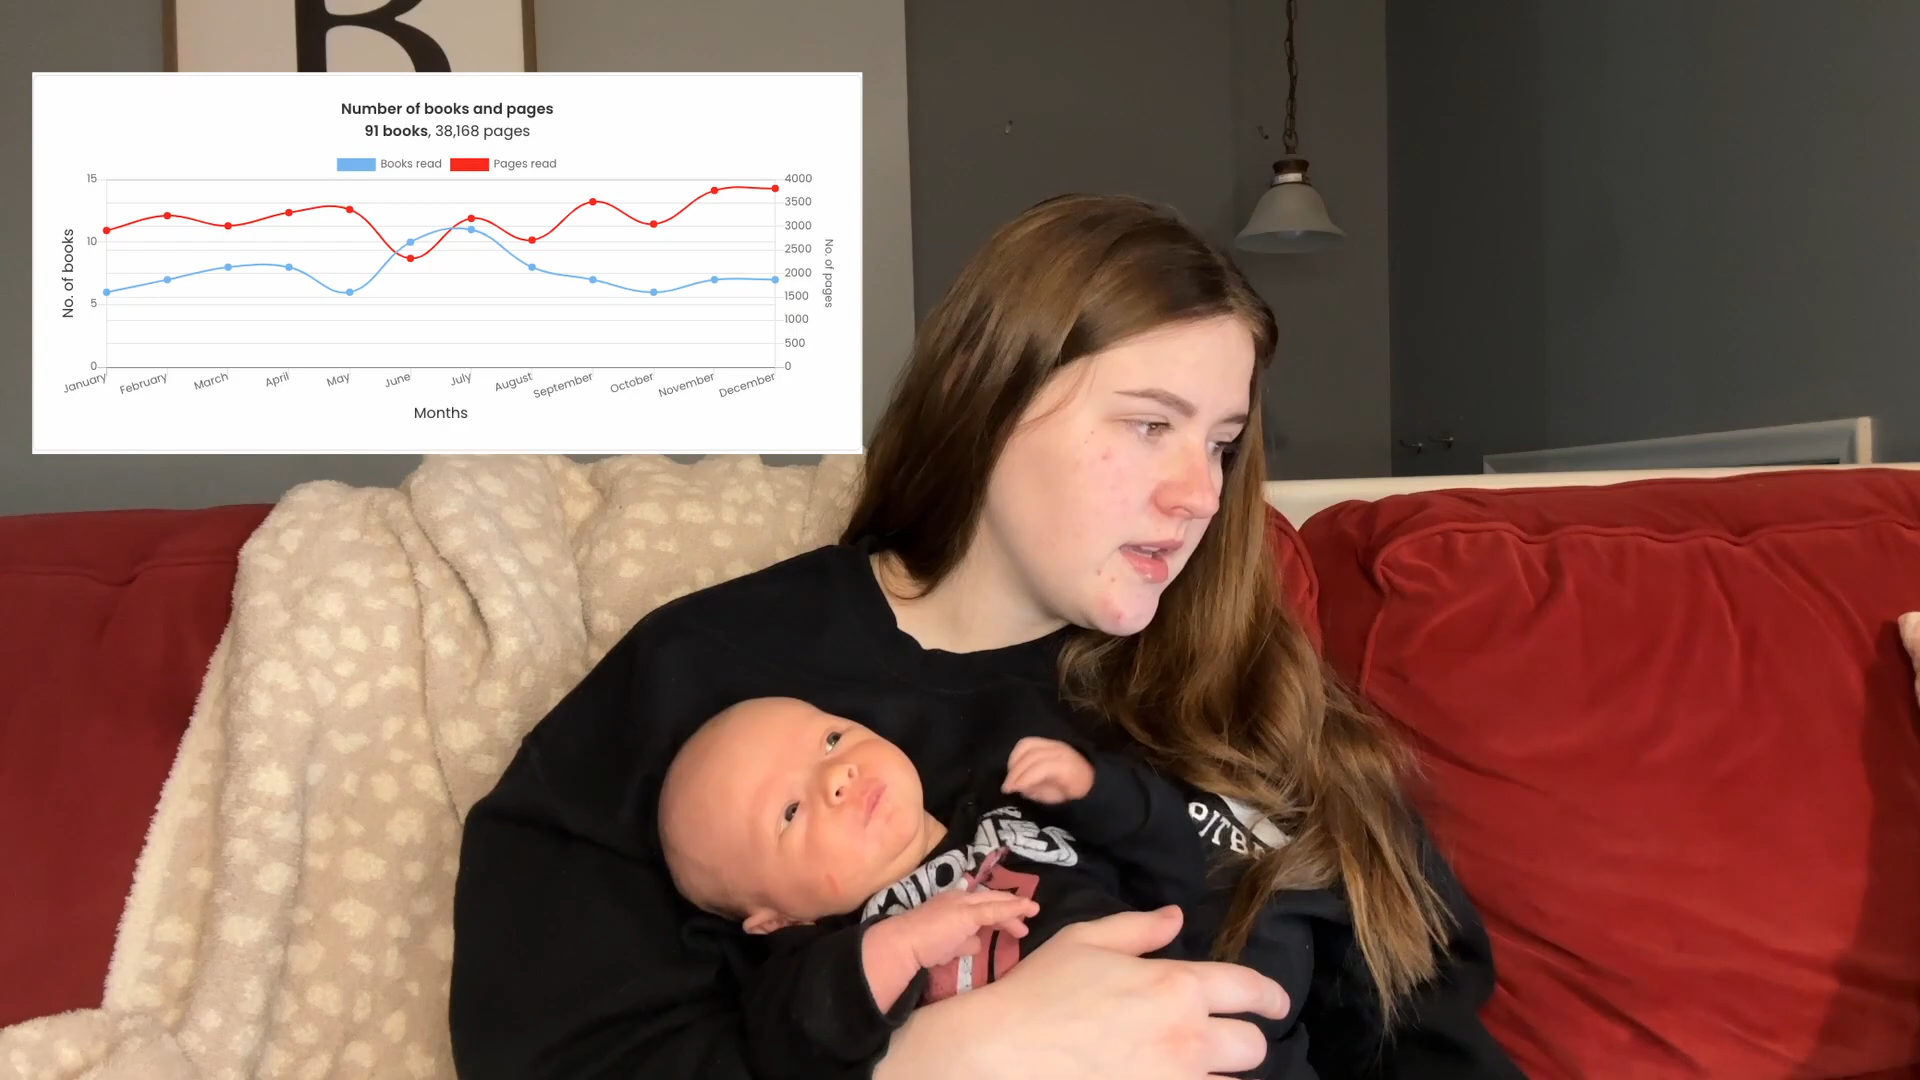 R
Number of books and pages
91 books, 38,168 pages
Books read Pages read
No. of books
15
10
5
0
4000
3500
3000
2500
2000
1500
1000
500
0
No. of pages
January February March April May June July August September October November December
Months